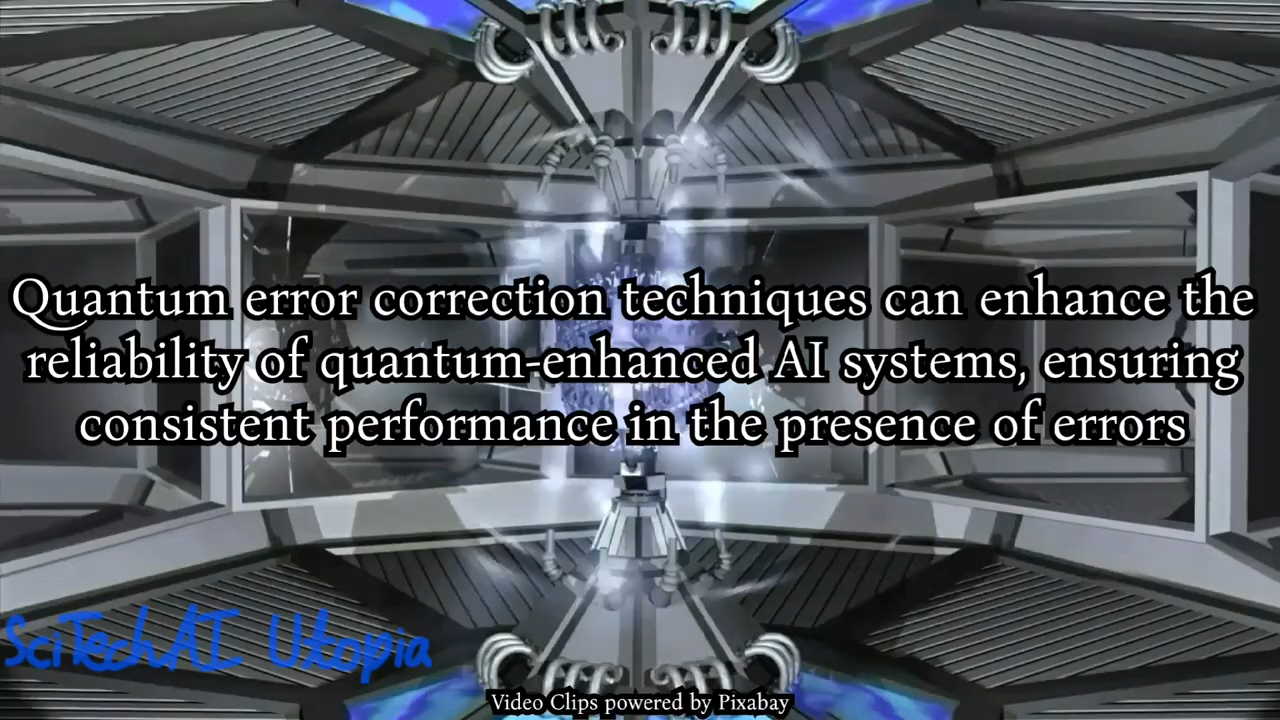 Quantum error correction techniques can enhance the
reliability of quantum-enhanced AI systems, ensuring
consistent performance in the presence of errors
SciTechAI Utopia
Video Clips powered by Pixabay